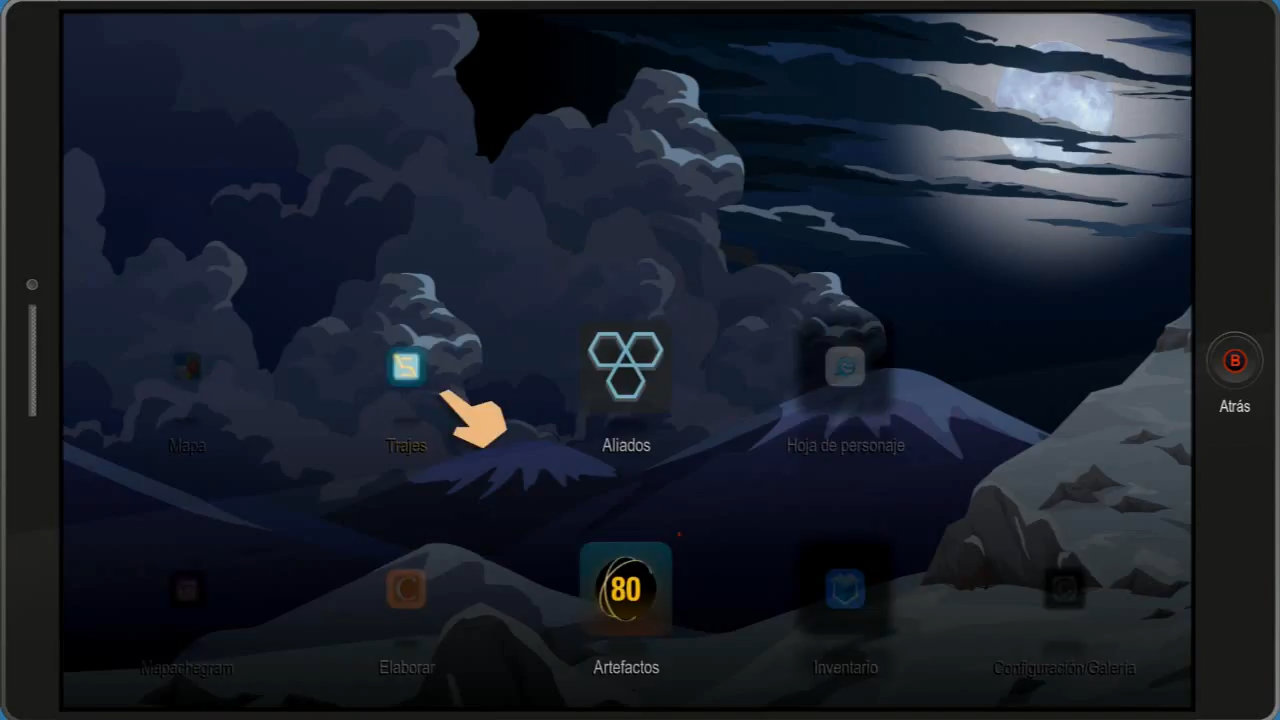 Mapa
Trajes
Aliados
Hoja de personaje
B
Atrás
80
C
Mapachegram
Elaborar
Artefactos
Inventario
Configuración/Galería